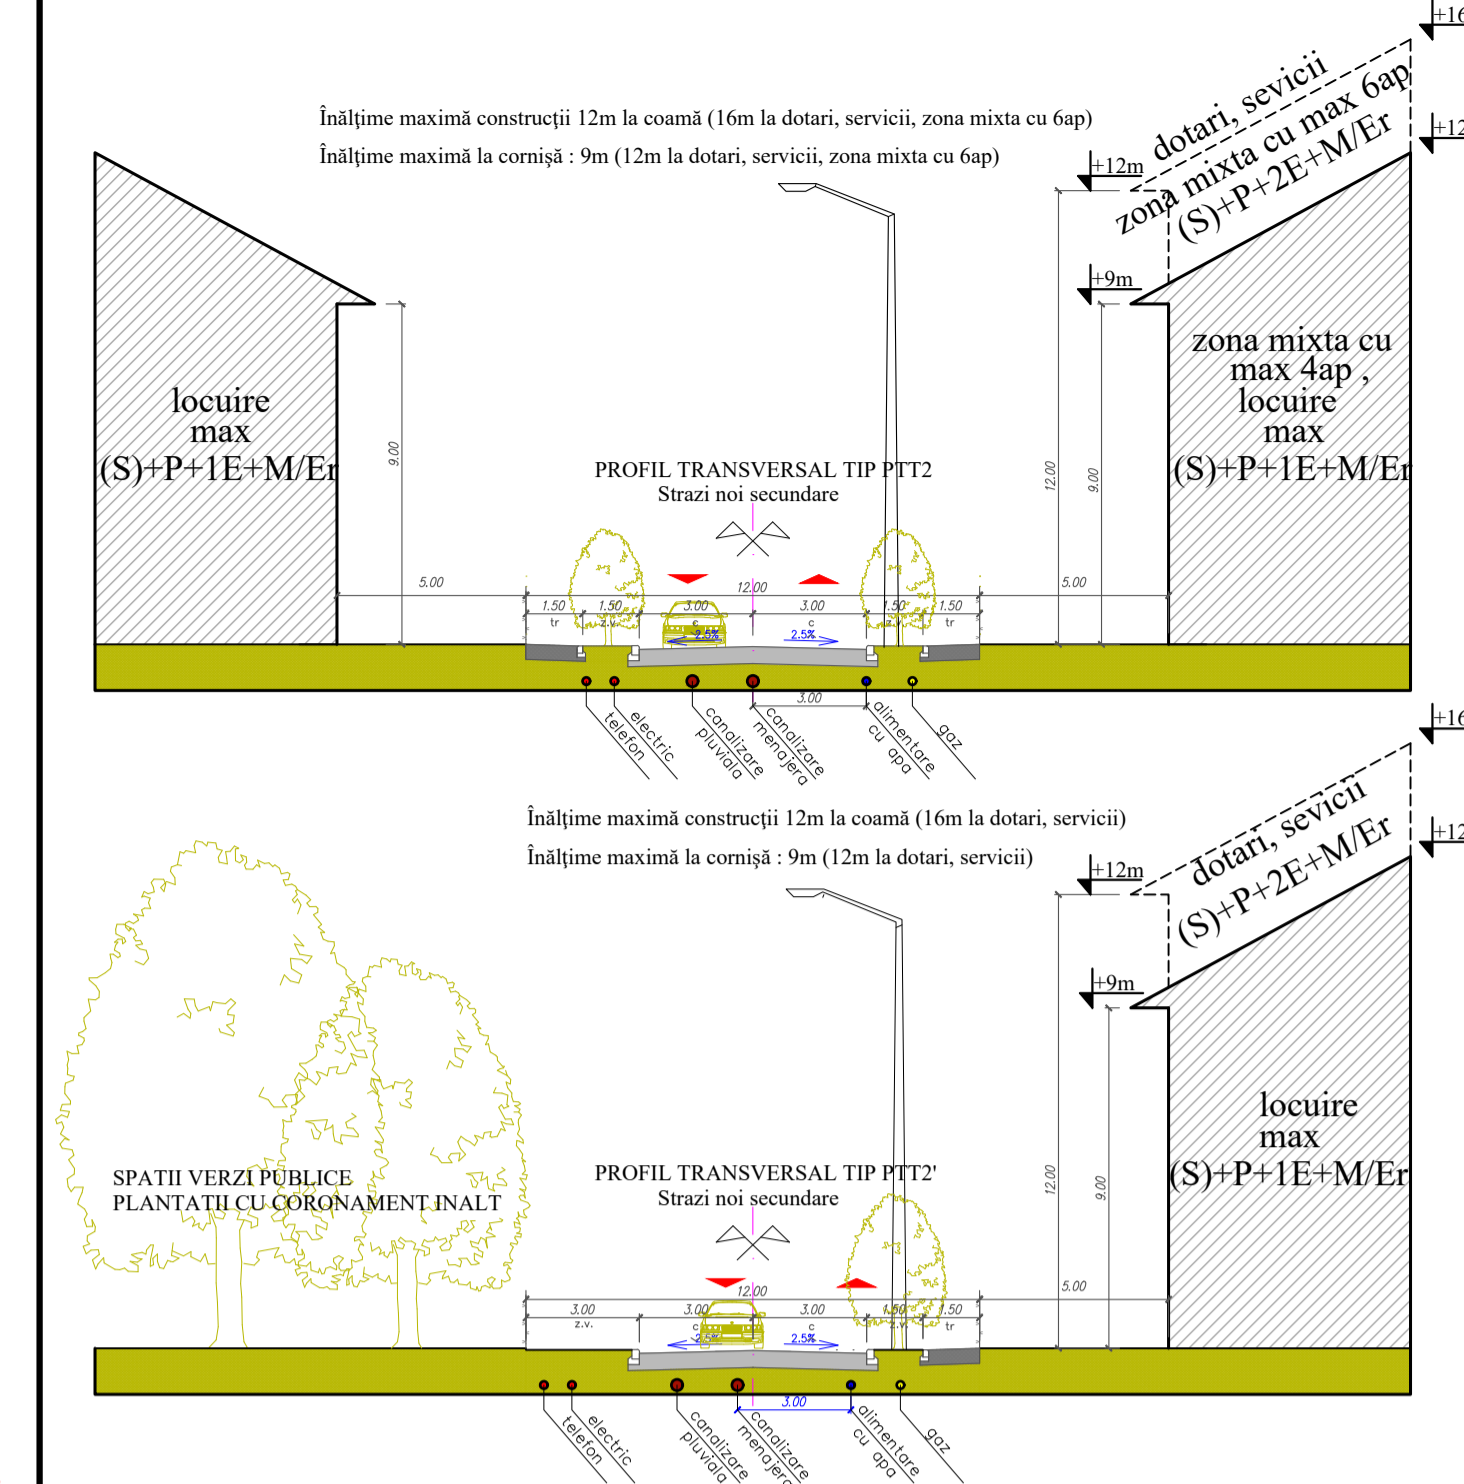 Înălţime maximă construcţii 12m la coamă (16m la dotari, servicii, zona mixta cu 6ap)
Înălţime maximă la cornişă : 9m (12m la dotari, servicii, zona mixta cu 6ap)
+16
+12
dotari, sevicii
zona mixta cu max 6ap
(S)+P+2E+M/Er
+12m
+9m
locuire
max
(S)+P+1E+M/Er
zona mixta cu
max 4ap ,
locuire
max
(S)+P+1E+M/Er
9.00
12.00
9.00
PROFIL TRANSVERSAL TIP PTT2
Strazi noi secundare
5.00
12.00
5.00
1.50
1.50
3.00
3.00
1.50
1.50
tr
z.v.
c
c
z.v.
tr
2.5%
2.5%
3.00
telefon
electric
canalizare
pluviala
canalizare
menajera
alimentare
cu apa
gaz
Înălţime maximă construcţii 12m la coamă (16m la dotari, servicii)
Înălţime maximă la cornişă : 9m (12m la dotari, servicii)
+16
+12
dotari, sevicii
(S)+P+2E+M/Er
+12m
+9m
locuire
max
(S)+P+1E+M/Er
SPATII VERZI PUBLICE
PLANTATII CU CORONAMENT INALT
12.00
9.00
PROFIL TRANSVERSAL TIP PTT2'
Strazi noi secundare
12.00
5.00
3.00
3.00
3.00
1.50
1.50
z.v.
c
c
z.v.
tr
2.5%
2.5%
3.00
telefon
electric
canalizare
pluviala
canalizare
menajera
alimentare
cu apa
gaz